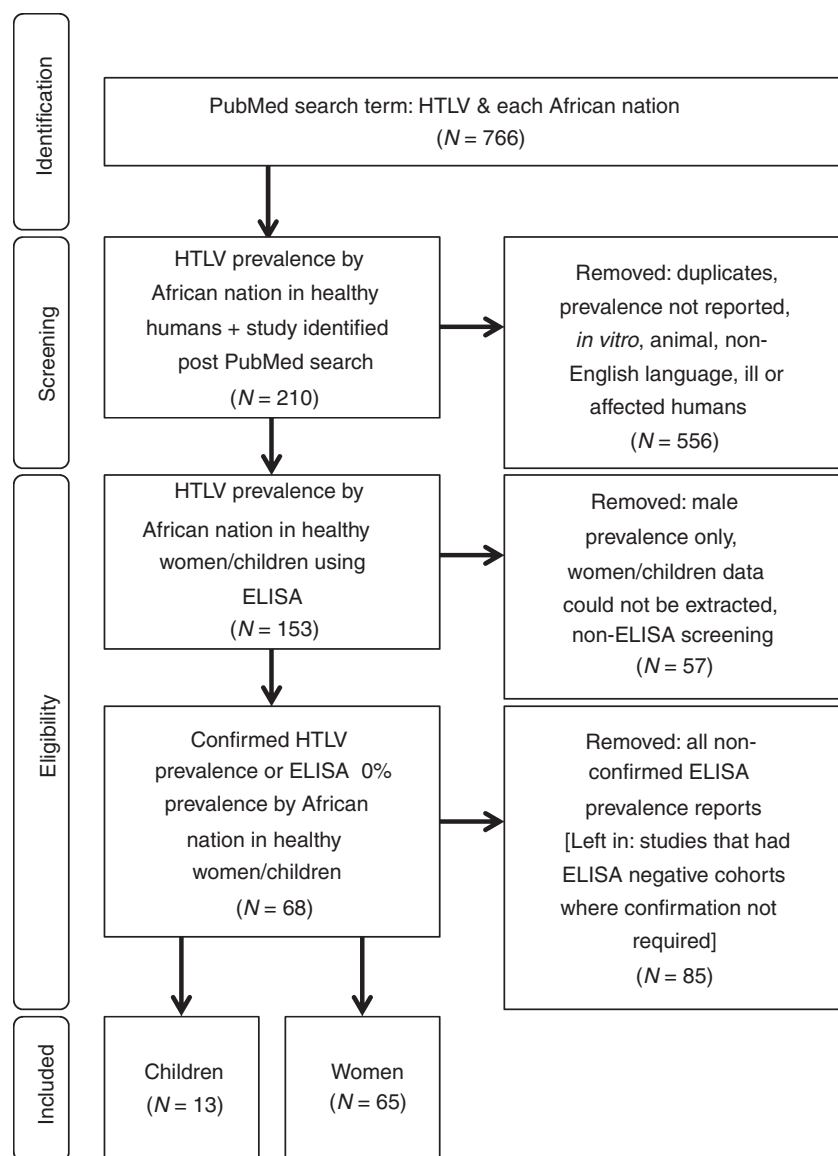 Identification
PubMed search term: HTLV & each African nation
(N = 766)
Screening
HTLV prevalence by
African nation in healthy
humans + study identified
post PubMed search
(N = 210)
Removed: duplicates,
prevalence not reported,
in vitro, animal, non-
English language, ill or
affected humans
(N = 556)
Eligibility
HTLV prevalence by
African nation in healthy
women/children using
ELISA
(N = 153)
Removed: male
prevalence only,
women/children data
could not be extracted,
non-ELISA screening
(N = 57)
Confirmed HTLV
prevalence or ELISA 0%
prevalence by African
nation in healthy
women/children
(N = 68)
Removed: all non-
confirmed ELISA
prevalence reports
[Left in: studies that had
ELISA negative cohorts
where confirmation not
required]
(N = 85)
Included
Children
(N = 13)
Women
(N = 65)